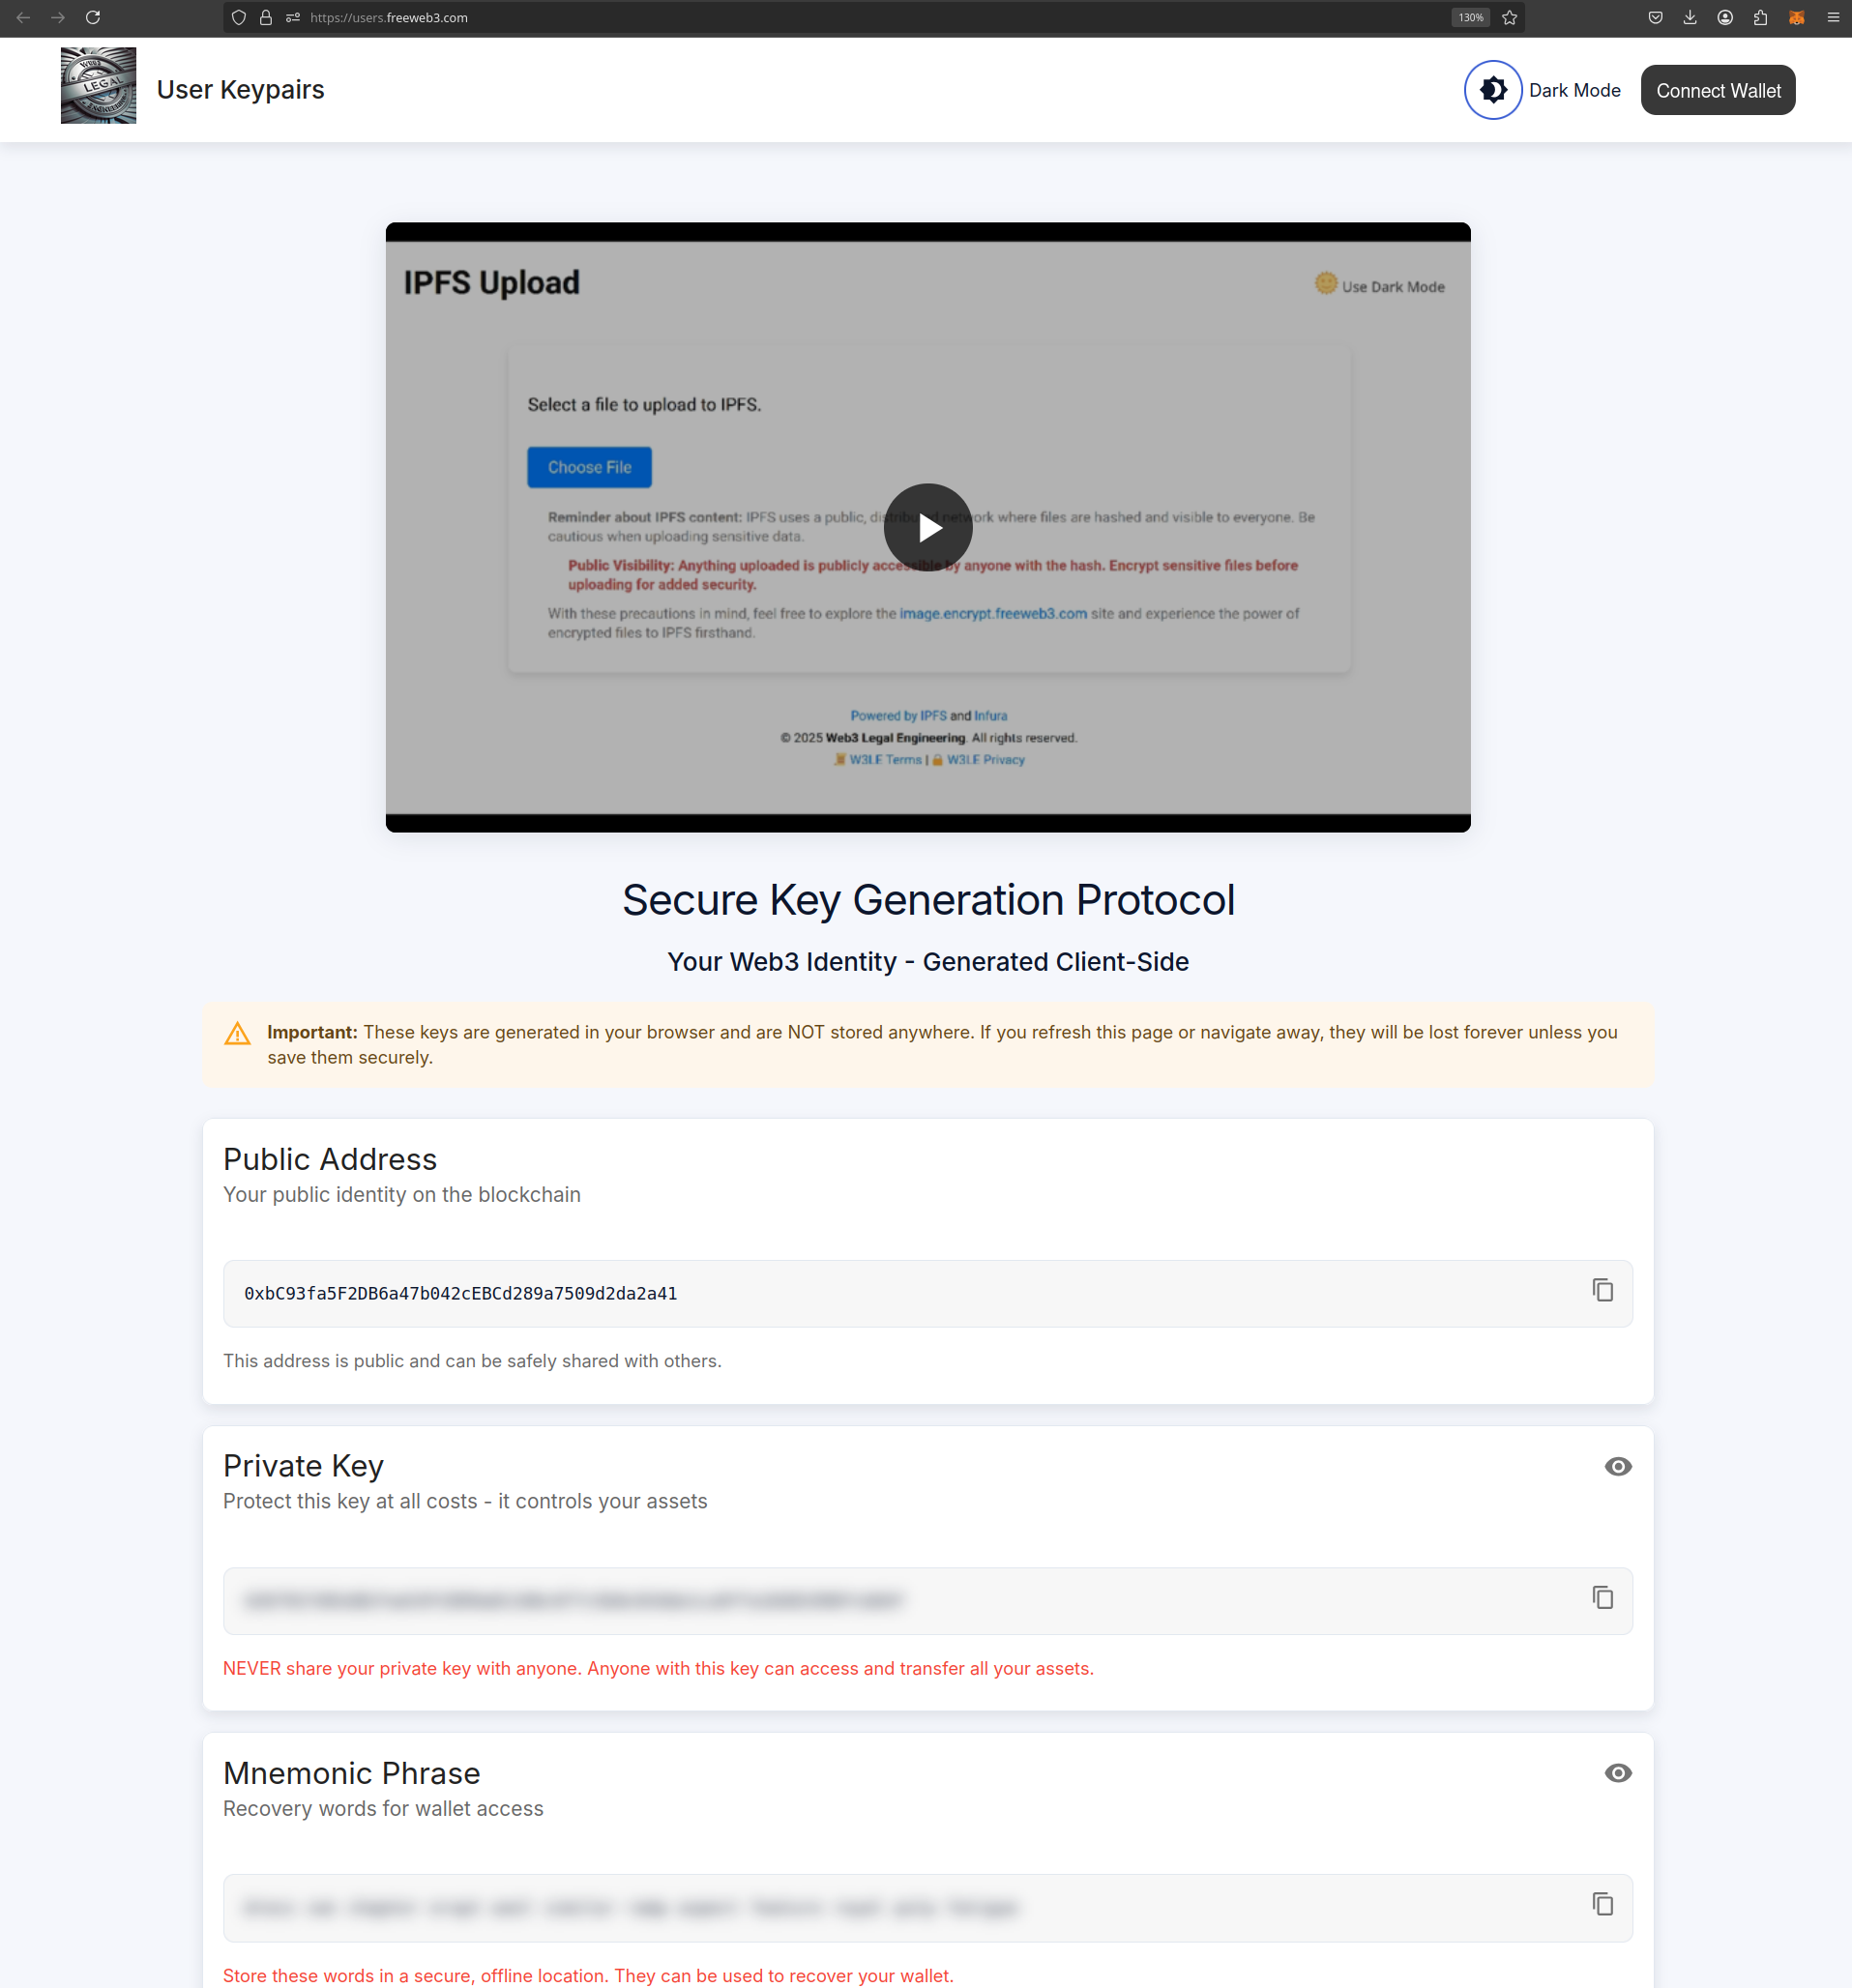 https://users.freeweb3.com
130%
WEB3
LEGAL
ENGINEERING
User Keypairs
Dark Mode
Connect Wallet
IPFS Upload
Use Dark Mode
Select a file to upload to IPFS.
Choose File
Reminder about IPFS content: IPFS uses a public, distributed network where files are hashed and visible to everyone. Be
cautious when uploading sensitive data.
Public Visibility: Anything uploaded is publicly accessible by anyone with the hash. Encrypt sensitive files before
uploading for added security.
With these precautions in mind, feel free to explore the image.encrypt.freeweb3.com site and experience the power of
encrypted files to IPFS firsthand.
Powered by IPFS and Infura
© 2025 Web3 Legal Engineering. All rights reserved.
W3LE Terms | W3LE Privacy
Secure Key Generation Protocol
Your Web3 Identity - Generated Client-Side
Important: These keys are generated in your browser and are NOT stored anywhere. If you refresh this page or navigate away, they will be lost forever unless you
save them securely.
Public Address
Your public identity on the blockchain
0xbC93fa5F2DB6a47b042cEBCd289a7509d2da2a41
This address is public and can be safely shared with others.
Private Key
Protect this key at all costs - it controls your assets
NEVER share your private key with anyone. Anyone with this key can access and transfer all your assets.
Mnemonic Phrase
Recovery words for wallet access
Store these words in a secure, offline location. They can be used to recover your wallet.